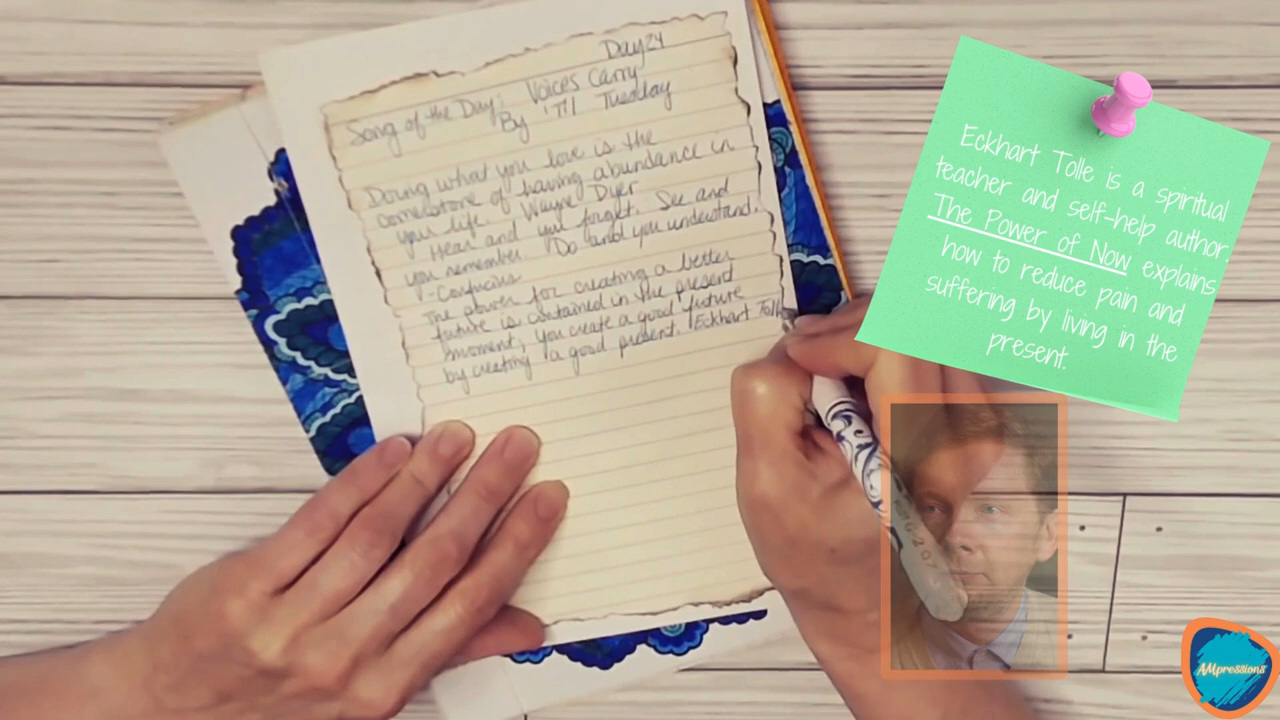 Day 24
Song of the Day: Voices Carry
By 'Til Tuesday
Doing what you love is the
cornerstone of having abundance in
your life. Wayne Dyer
Hear and you forget. See and
you remember. Do and you understand.
-Confucius
The power for creating a better
future is contained in the present
moment, you create a good future
by creating a good present. Eckhart Tolle
Eckhart Tolle is a spiritual
teacher and self-help author.
The Power of Now explains
how to reduce pain and
suffering by living in the
present.
AMpressions